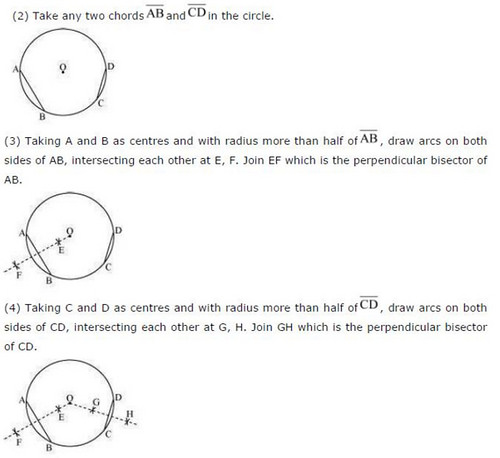 (2) Take any two chords AB and CD in the circle.
A
O
D
C
B
(3) Taking A and B as centres and with radius more than half of AB, draw arcs on both
sides of AB, intersecting each other at E, F. Join EF which is the perpendicular bisector of
AB.
A
O
D
E
F
C
B
(4) Taking C and D as centres and with radius more than half of CD, draw arcs on both
sides of CD, intersecting each other at G, H. Join GH which is the perpendicular bisector
of CD.
A
O
G
D
E
H
F
C
B